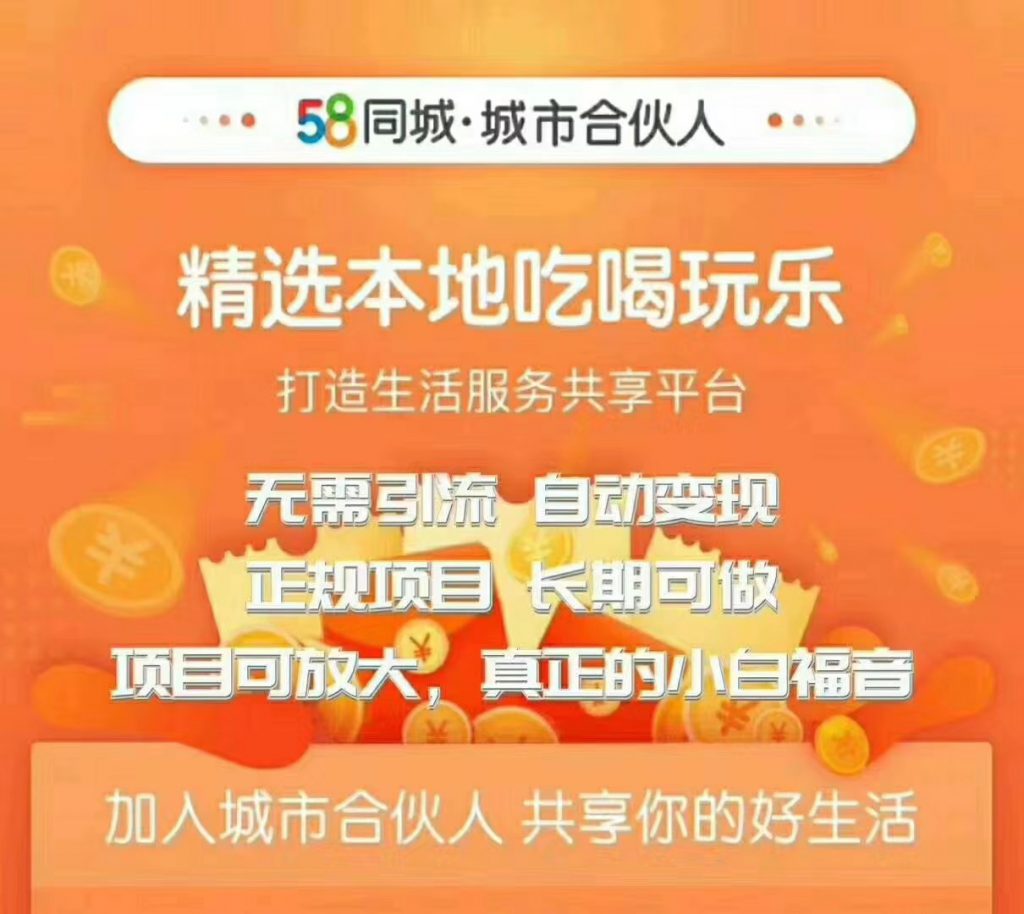 58同城·城市合伙人
精选本地吃喝玩乐
打造生活服务共享平台
无需引流 自动变现
正规项目 长期可做
项目可放大，真正的小白福音
加入城市合伙人 共享你的好生活